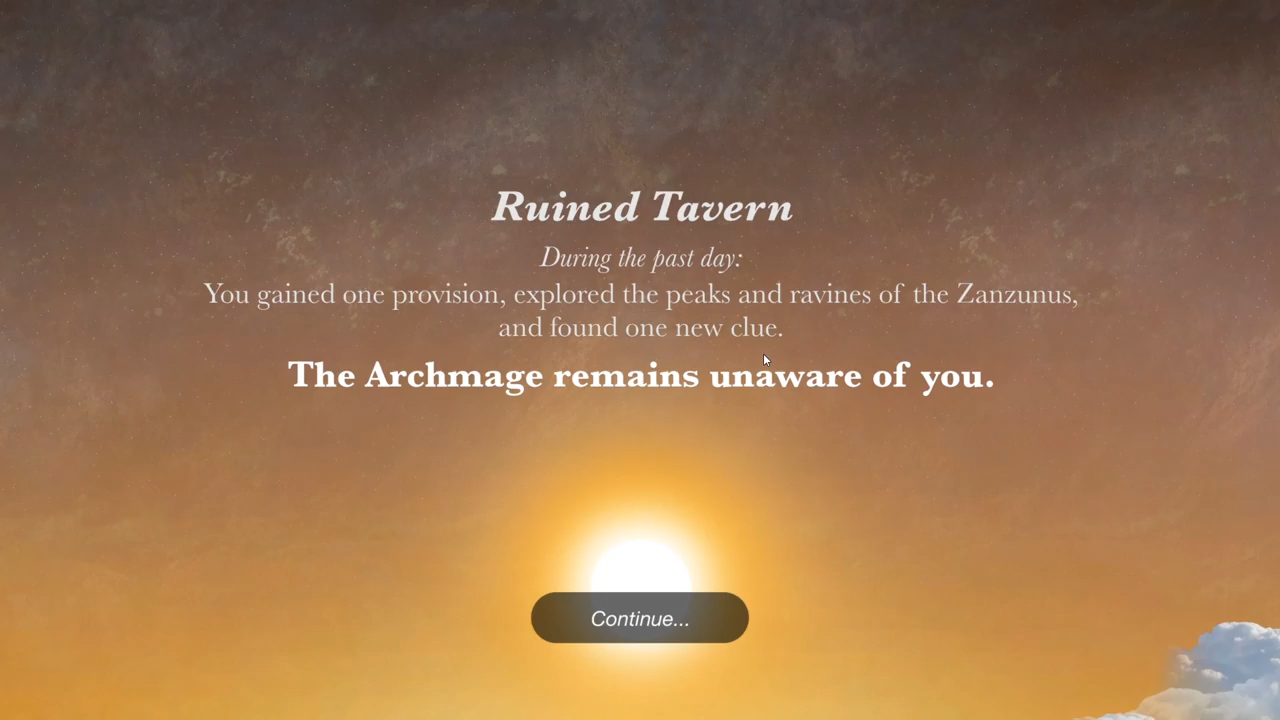 Ruined Tavern
During the past day:
You gained one provision, explored the peaks and ravines of the Zanzunus,
and found one new clue.
The Archmage remains unaware of you.
Continue...